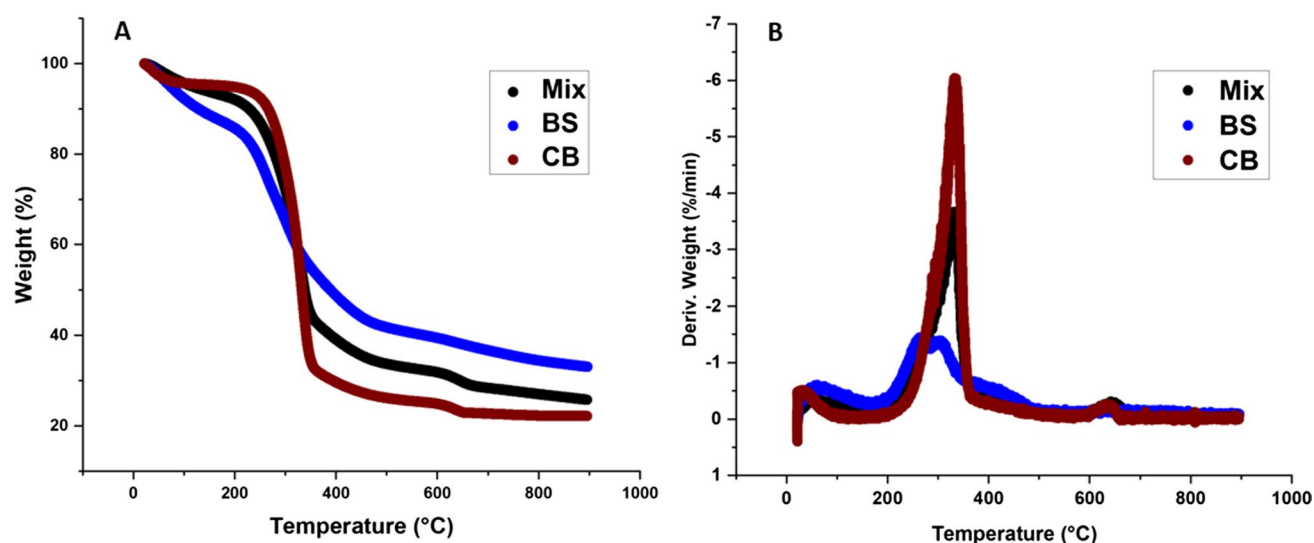 A
Mix
BS
CB
100
80
60
40
20
Weight (%)
0 200 400 600 800 1000
Temperature (°C)
B
Mix
BS
CB
-7
-6
-5
-4
-3
-2
-1
0
1
Deriv. Weight (%/min)
0 200 400 600 800 1000
Temperature (°C)